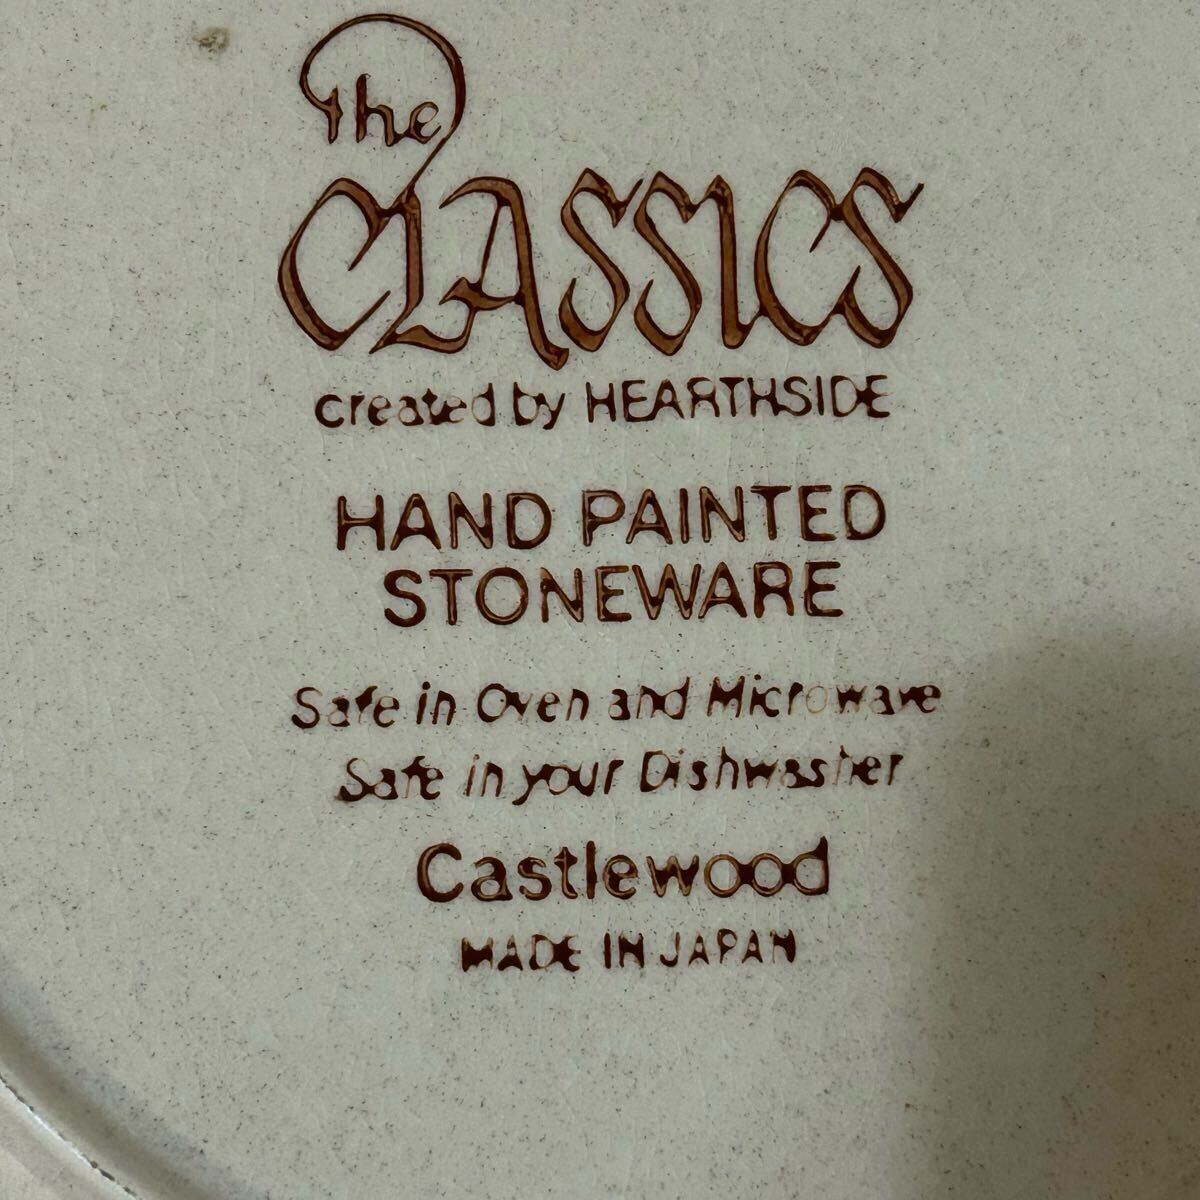 the
CLASSICS
created by HEARTHSIDE
HAND PAINTED
STONEWARE
Safe in Oven and Microwave
Safe in your Dishwasher
Castlewood
MADE IN JAPAN